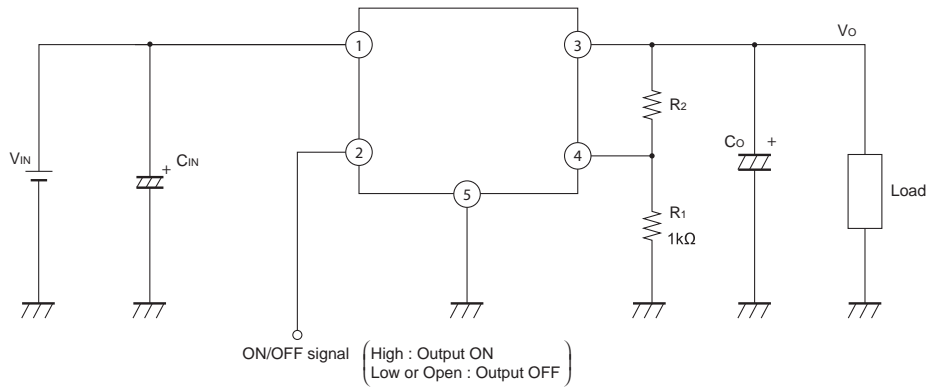 1
3
Vo
R2
2
4
Co
+
VIN
CIN
+
5
R1
1kΩ
Load
ON/OFF signal
High : Output ON
Low or Open : Output OFF